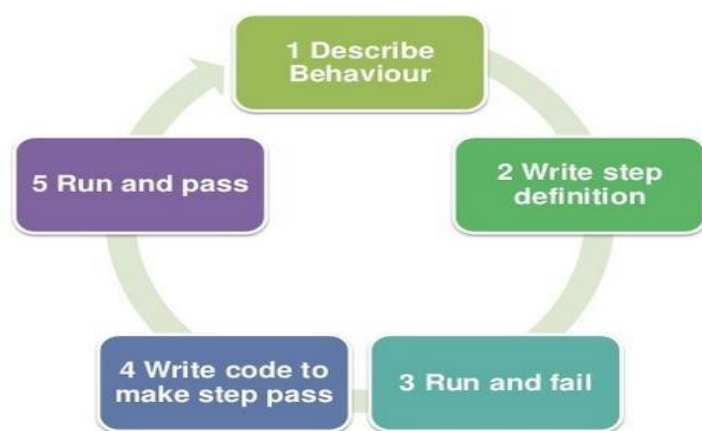 1 Describe
Behaviour
2 Write step
definition
3 Run and fail
4 Write code to
make step pass
5 Run and pass